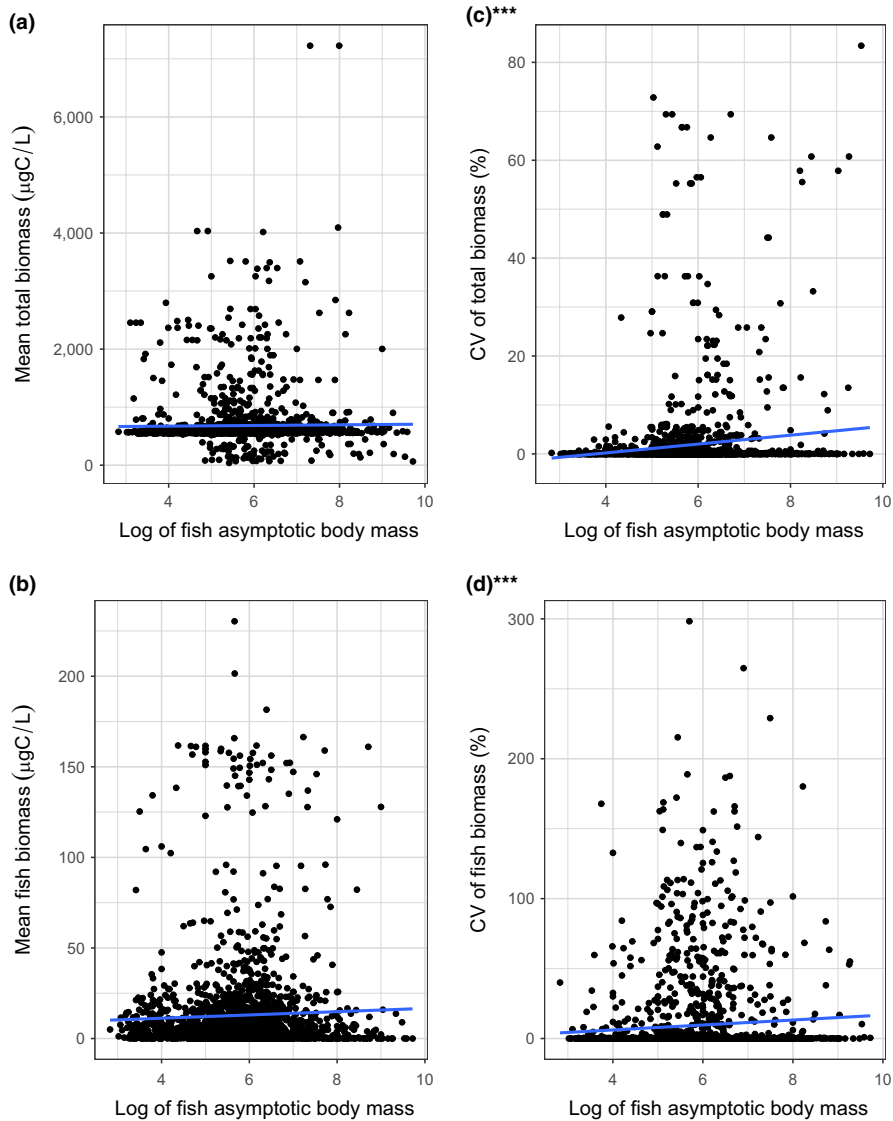 (a)
Mean total biomass (μgC/L)
6,000
4,000
2,000
0
4 6 8 10
Log of fish asymptotic body mass
(c)***
CV of total biomass (%)
80
60
40
20
0
4 6 8 10
Log of fish asymptotic body mass
(b)
Mean fish biomass (μgC/L)
200
150
100
50
0
4 6 8 10
Log of fish asymptotic body mass
(d)***
CV of fish biomass (%)
300
200
100
0
4 6 8 10
Log of fish asymptotic body mass